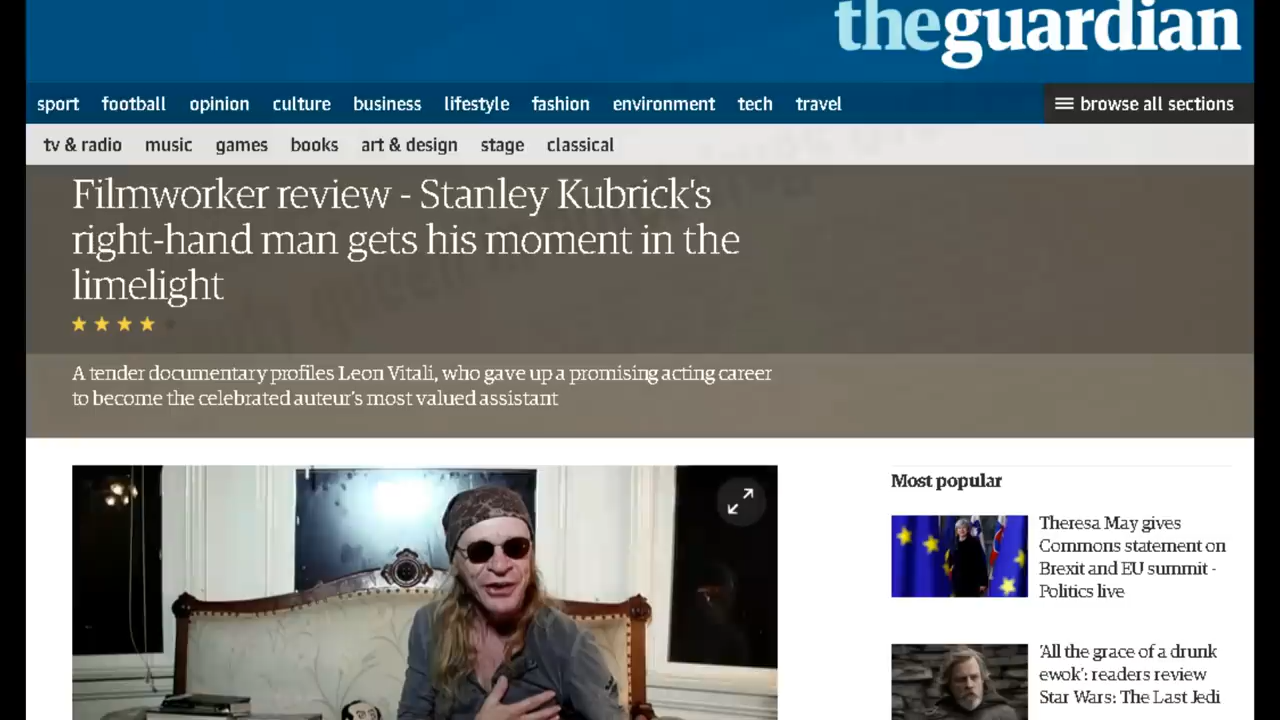 theguardian
sport football opinion culture business lifestyle fashion environment tech travel browse all sections
tv & radio music games books art & design stage classical
Filmworker review - Stanley Kubrick's
right-hand man gets his moment in the
limelight
A tender documentary profiles Leon Vitali, who gave up a promising acting career
to become the celebrated auteur's most valued assistant
Most popular
Theresa May gives
Commons statement on
Brexit and EU summit -
Politics live
'All the grace of a drunk
ewok': readers review
Star Wars: The Last Jedi